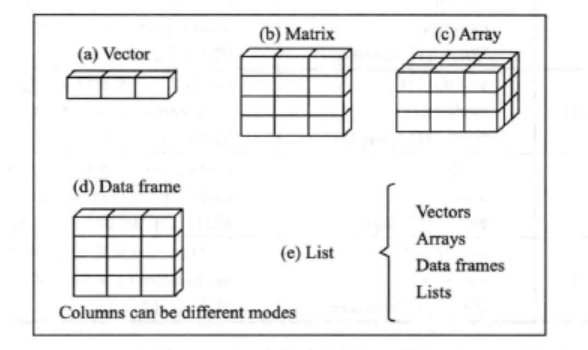 (a) Vector
(b) Matrix
(c) Array
(d) Data frame
Columns can be different modes
(e) List
Vectors
Arrays
Data frames
Lists